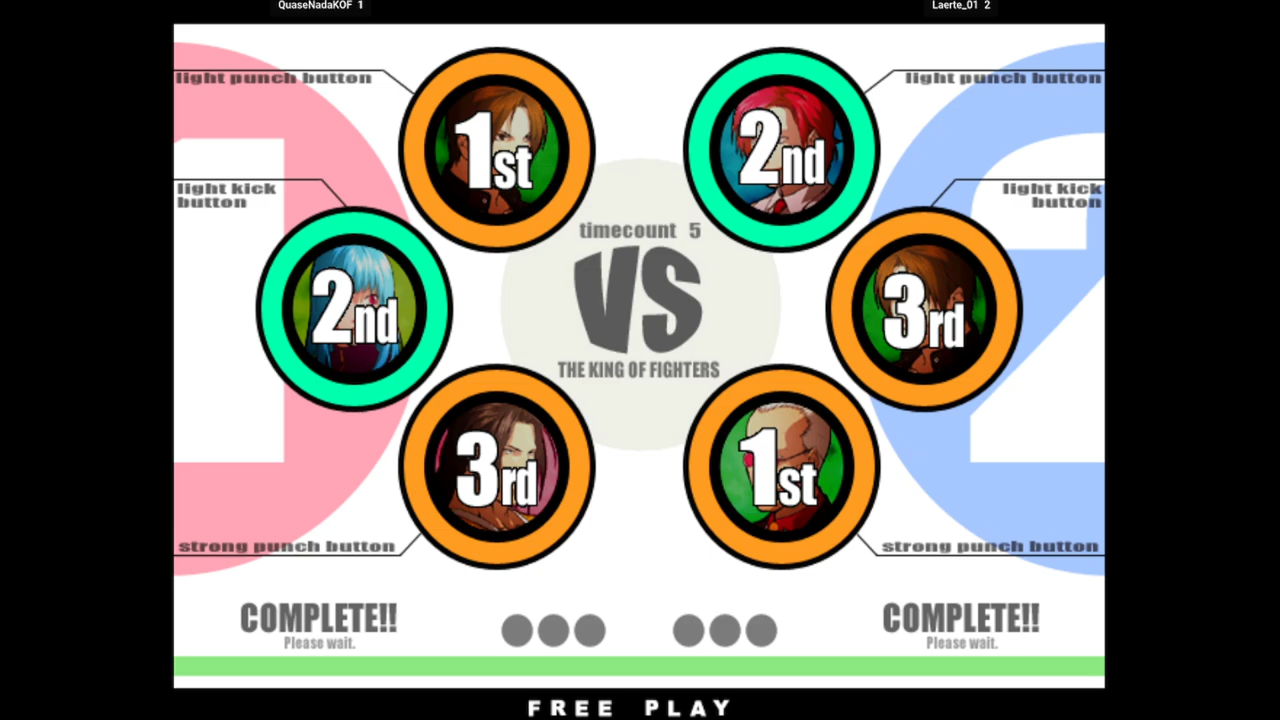 QuaseNadaKOF 1
Laerte_01 2
light punch button
light punch button
1st
2nd
light kick
button
light kick
button
timecount 5
VS
THE KING OF FIGHTERS
2nd
3rd
3rd
1st
strong punch button
strong punch button
COMPLETE!!
Please wait.
COMPLETE!!
Please wait.
FREE PLAY
1
2